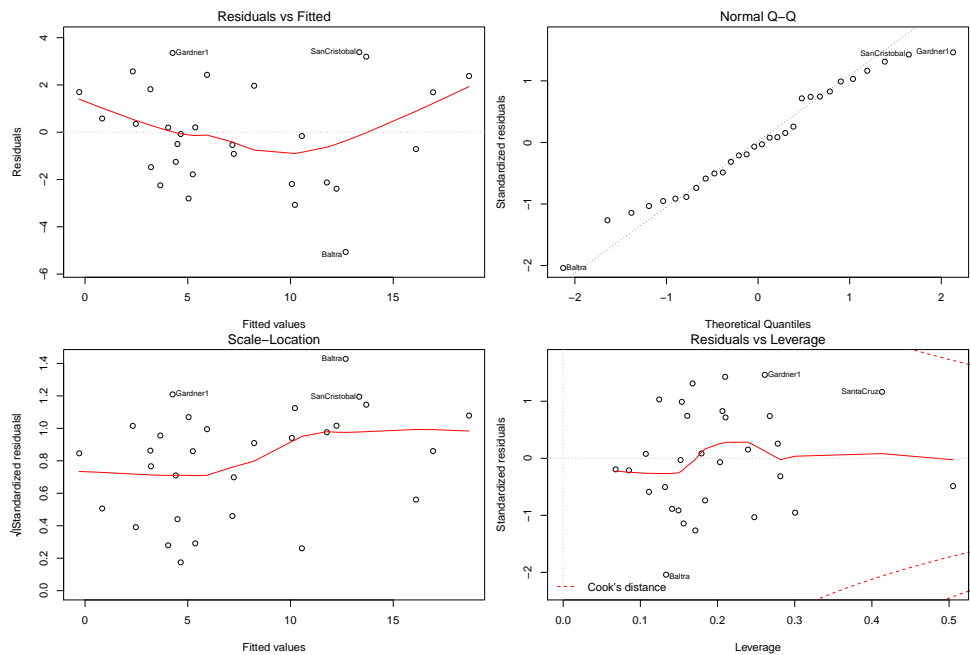 Residuals vs Fitted
Residuals
4
2
0
−2
−4
−6
Gardner1
SanCristobal
Baltra
0 5 10 15
Fitted values
Normal Q−Q
Standardized residuals
1
0
−1
−2
SanCristobal
Gardner1
Baltra
−2 −1 0 1 2
Theoretical Quantiles
Scale−Location
√|Standardized residuals|
1.4
1.2
1.0
0.8
0.6
0.4
0.2
0.0
Baltra
Gardner1
SanCristobal
0 5 10 15
Fitted values
Residuals vs Leverage
Standardized residuals
1
0
−1
−2
Gardner1
SantaCruz
Baltra
Cook's distance
0.0 0.1 0.2 0.3 0.4 0.5
Leverage